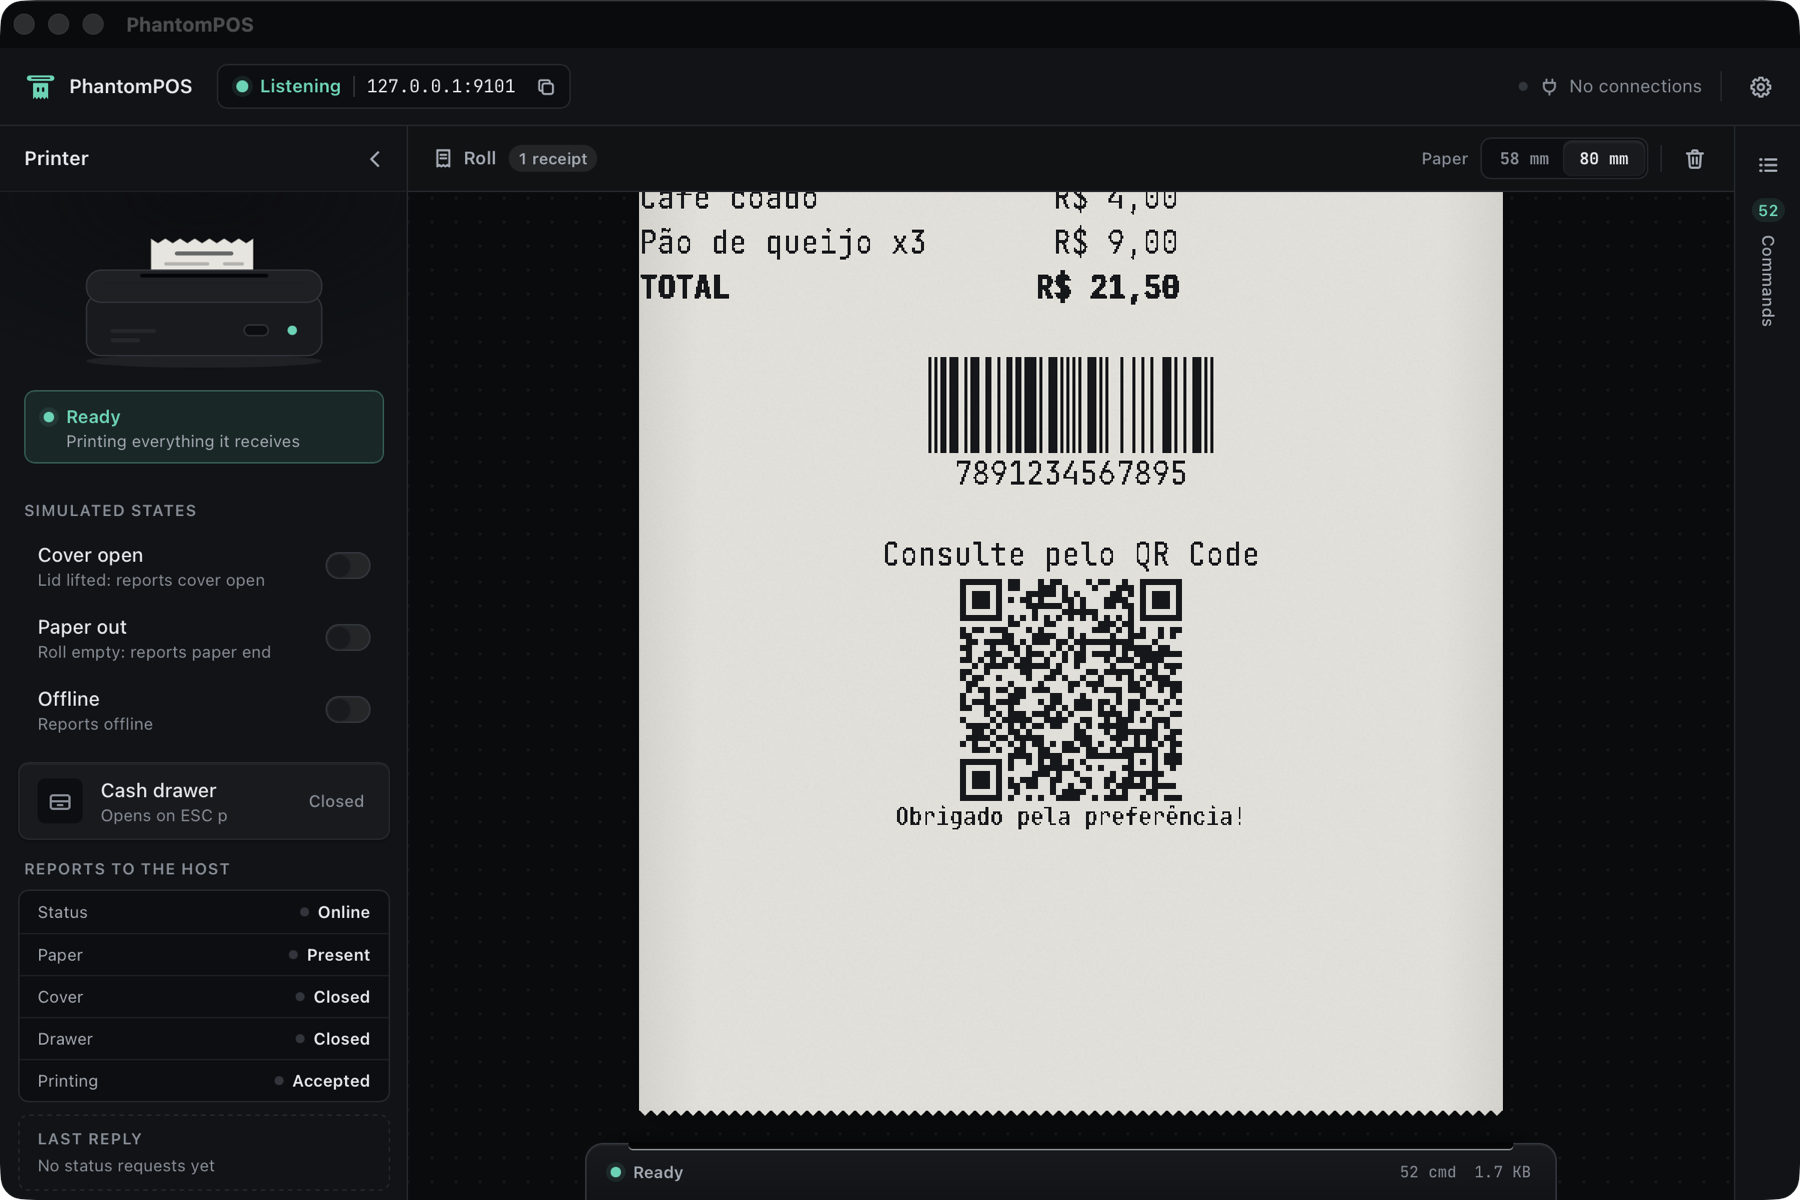 PhantomPOS
PhantomPOS
Listening
127.0.0.1:9101
No connections
Printer
Roll
1 receipt
Paper
58 mm
80 mm
52
Commands
Ready
Printing everything it receives
SIMULATED STATES
Cover open
Lid lifted: reports cover open
Paper out
Roll empty: reports paper end
Offline
Reports offline
Cash drawer
Opens on ESC p
Closed
REPORTS TO THE HOST
Status Online
Paper Present
Cover Closed
Drawer Closed
Printing Accepted
LAST REPLY
No status requests yet
Café coado R$ 4,00
Pão de queijo x3 R$ 9,00
TOTAL R$ 21,50
7891234567895
Consulte pelo QR Code
Obrigado pela preferência!
Ready
52 cmd 1.7 KB